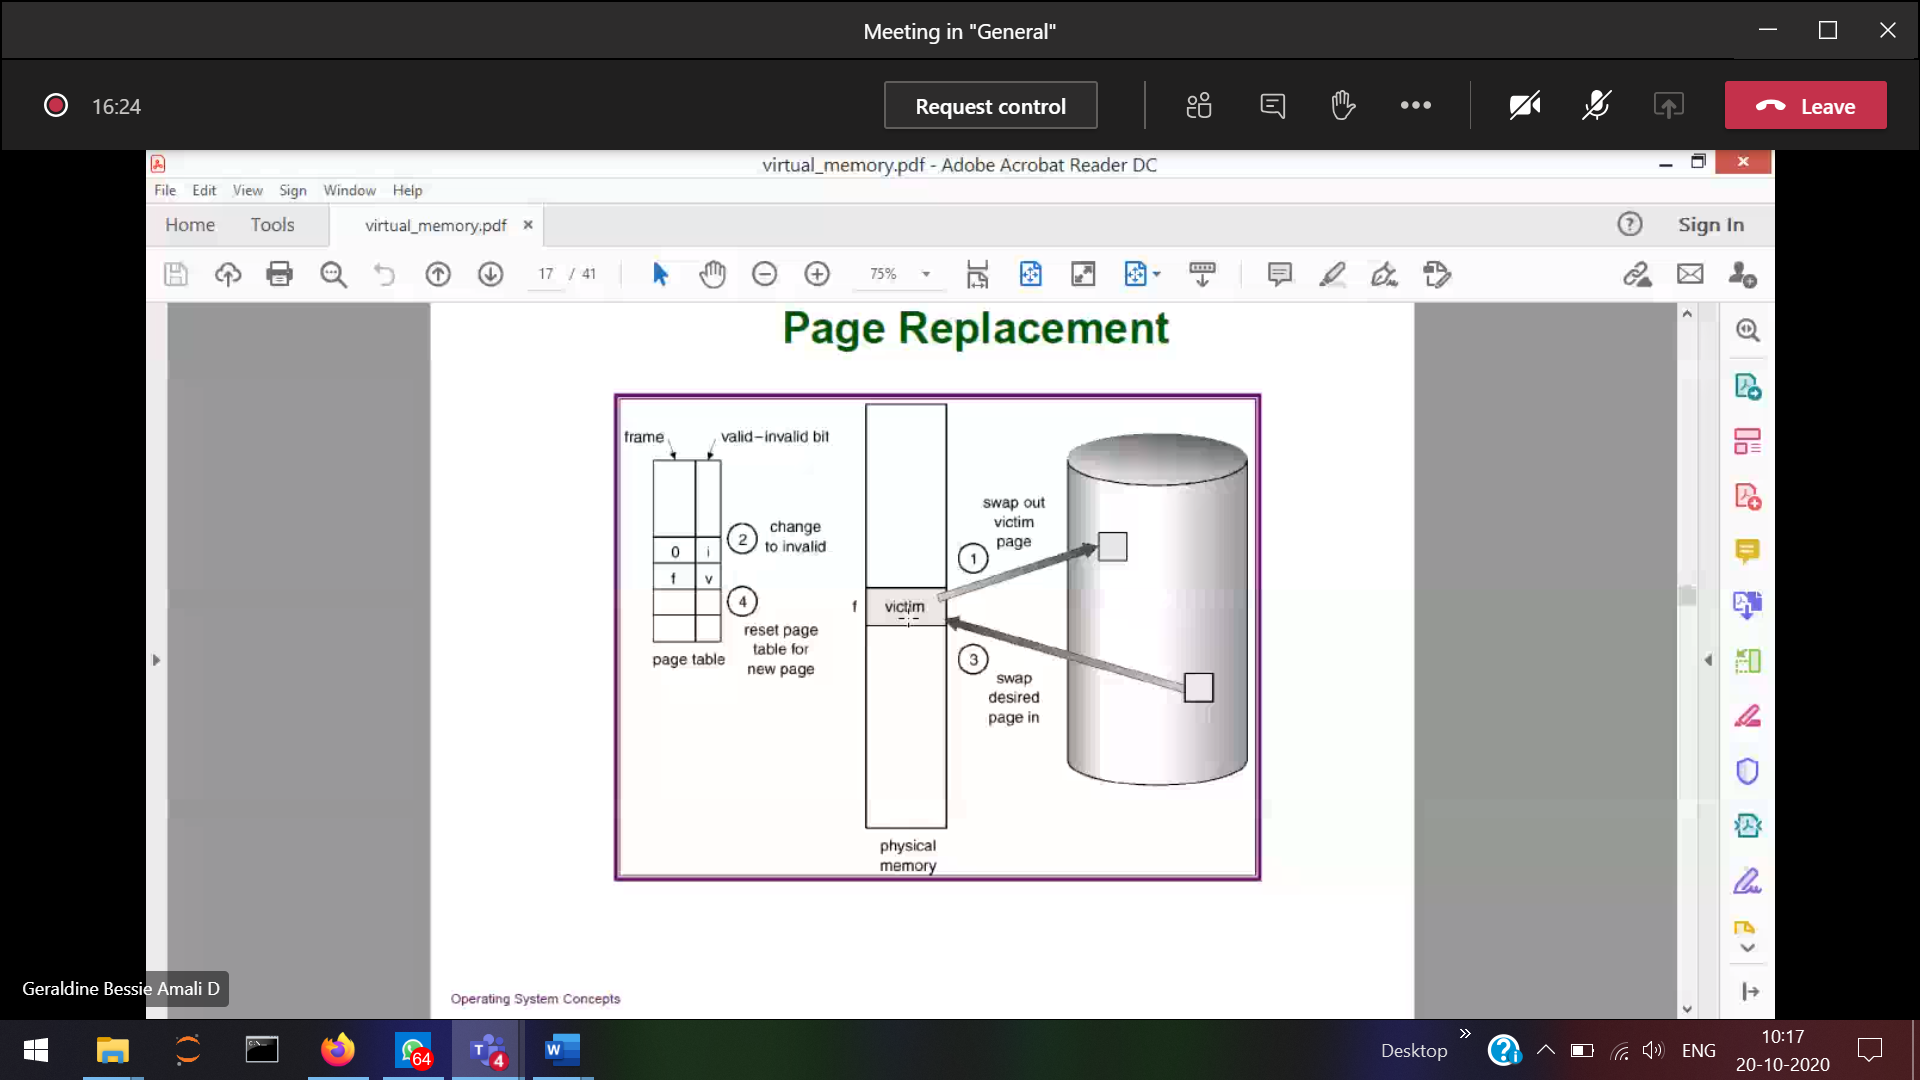 Meeting in "General"
16:24
Request control
Leave
virtual_memory.pdf - Adobe Acrobat Reader DC
File Edit View Sign Window Help
Home Tools virtual_memory.pdf
Sign In
17 / 41
75%
Page Replacement
frame
valid–invalid bit
change
to invalid
2
0 i
f v
4
reset page
table for
new page
page table
swap out
victim
page
1
f
victim
3
swap
desired
page in
physical
memory
Geraldine Bessie Amali D
Operating System Concepts
64
T
4
W
Desktop
ENG
10:17
20-10-2020